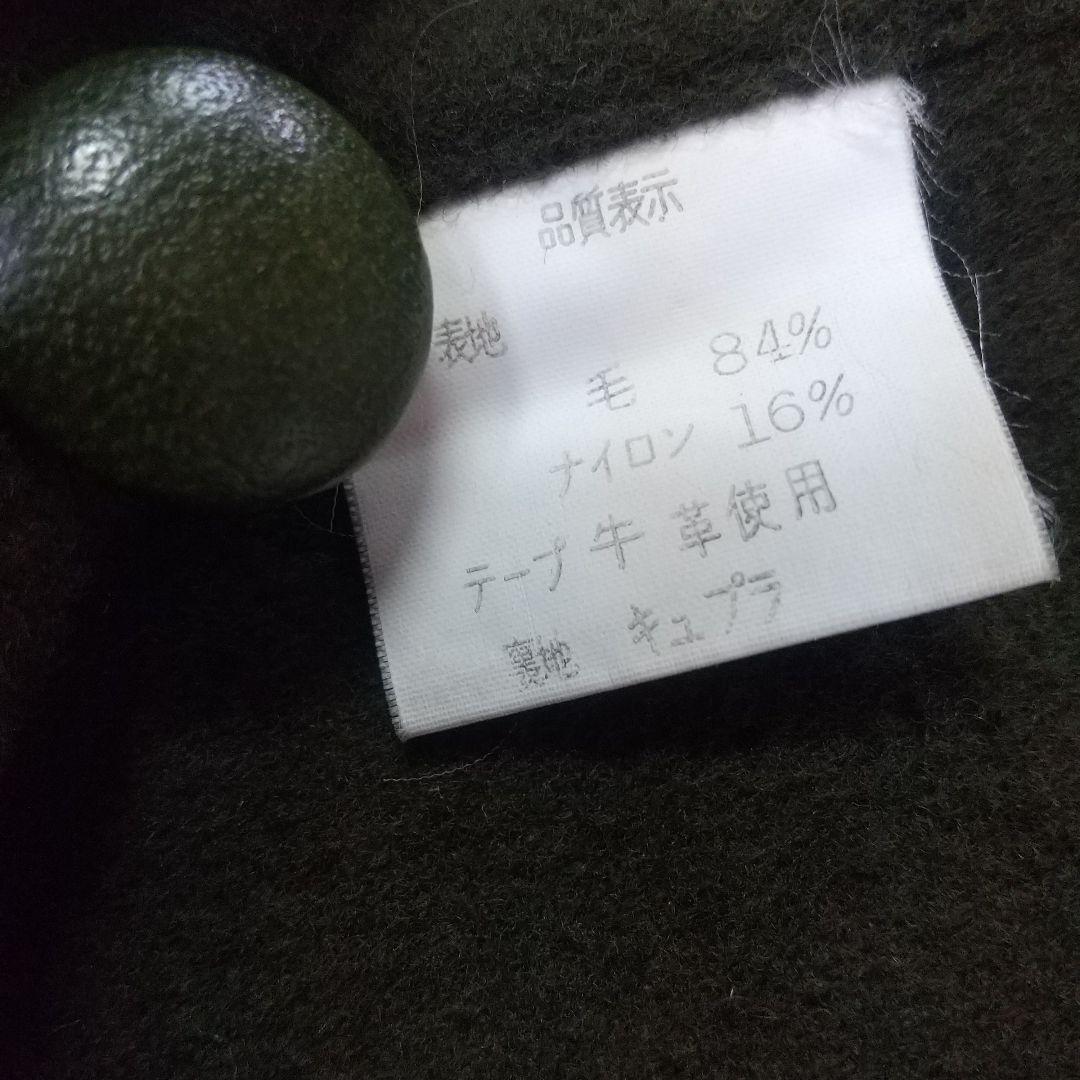 品質表示
表地
毛 84%
ナイロン 16%
テープ 牛革使用
裏地 キュプラ